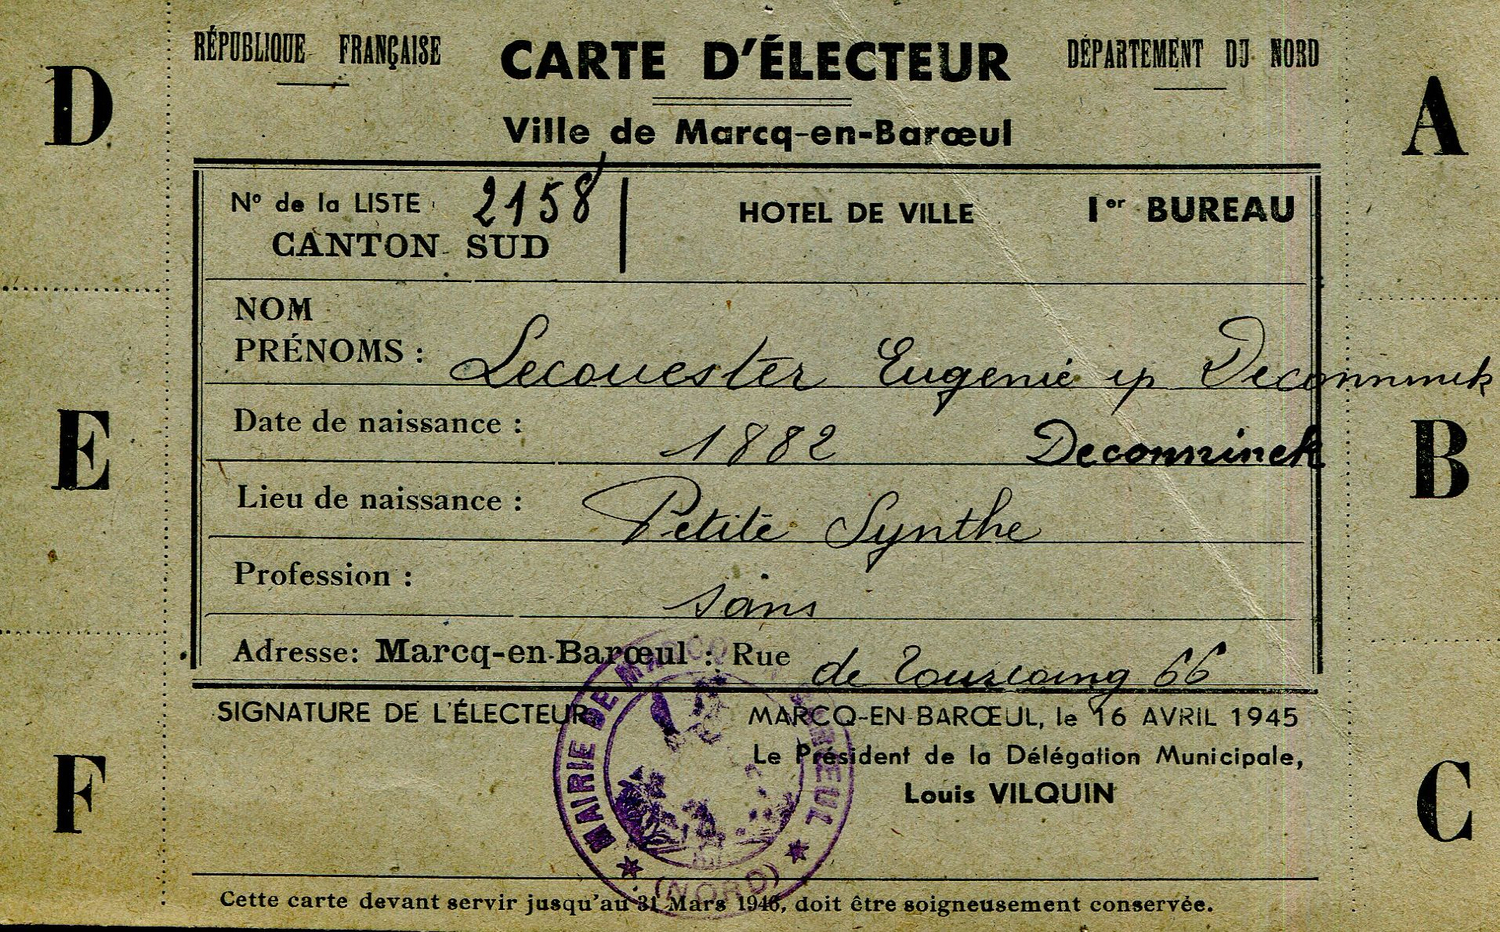 RÉPUBLIQUE FRANÇAISE
CARTE D'ÉLECTEUR
DÉPARTEMENT DU NORD
Ville de Marcq-en-Barœul
Nº de la LISTE 2158
CANTON SUD
HOTEL DE VILLE
Ier BUREAU
NOM
PRÉNOMS : Lecouester Eugenie ep Deconninck
Date de naissance : 1882 Deconninck
Lieu de naissance : Petite Synthe
Profession : sans
Adresse: Marcq-en-Barœul : Rue de Tourcoing 66
SIGNATURE DE L'ÉLECTEUR
MARCQ-EN-BARŒUL, le 16 AVRIL 1945
Le Président de la Délégation Municipale,
Louis VILQUIN
MAIRIE DE MARCQ EN BARŒUL
(NORD)
Cette carte devant servir jusqu'au 31 Mars 1946, doit être soigneusement conservée.
D
E
F
A
B
C